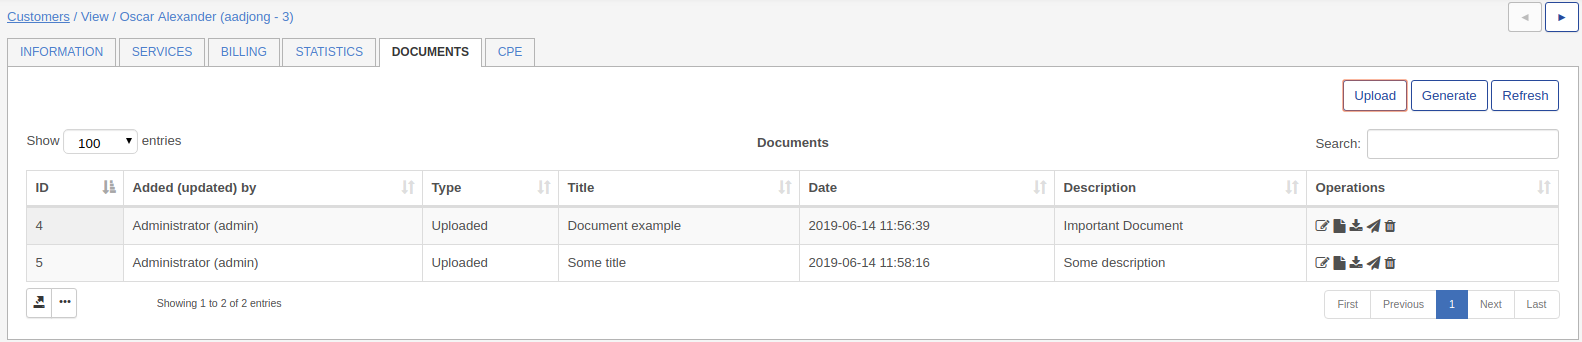 Customers / View / Oscar Alexander (aadjong - 3)
INFORMATION SERVICES BILLING STATISTICS DOCUMENTS CPE
Upload Generate Refresh
Show 100 entries Documents Search:
ID Added (updated) by Type Title Date Description Operations
4 Administrator (admin) Uploaded Document example 2019-06-14 11:56:39 Important Document
5 Administrator (admin) Uploaded Some title 2019-06-14 11:58:16 Some description
Showing 1 to 2 of 2 entries First Previous 1 Next Last